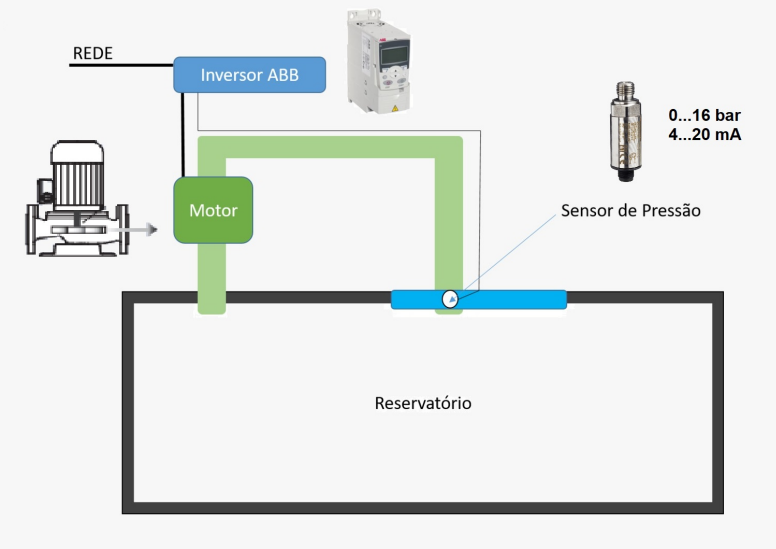 REDE
Inversor ABB
0...16 bar
4...20 mA
Motor
Sensor de Pressão
Reservatório